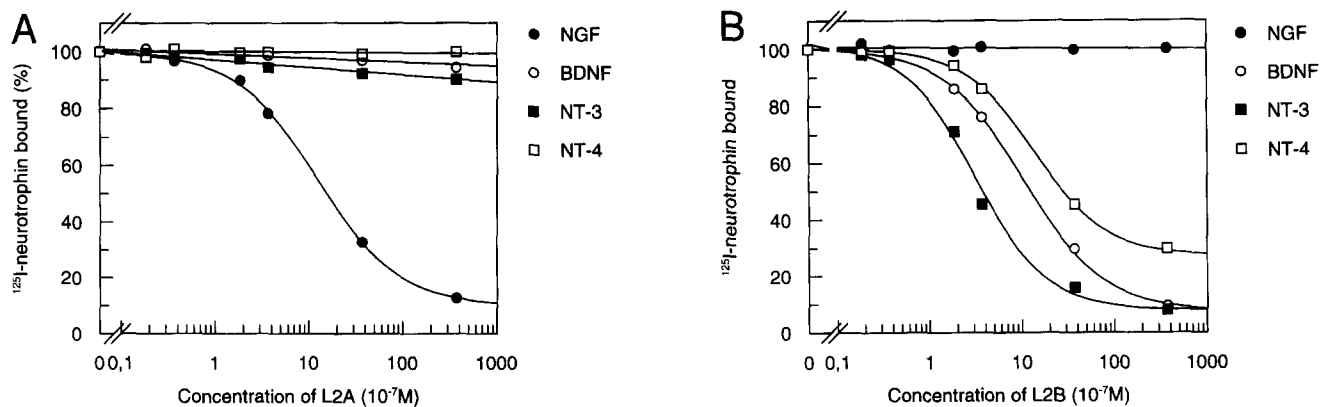 A
¹²⁵I-neurotrophin bound (%)
100
80
60
40
20
0
0 0,1 1 10 100 1000
Concentration of L2A (10⁻⁷M)
NGF
BDNF
NT-3
NT-4
B
¹²⁵I-neurotrophin bound
100
80
60
40
20
0
0 0,1 1 10 100 1000
Concentration of L2B (10⁻⁷M)
NGF
BDNF
NT-3
NT-4